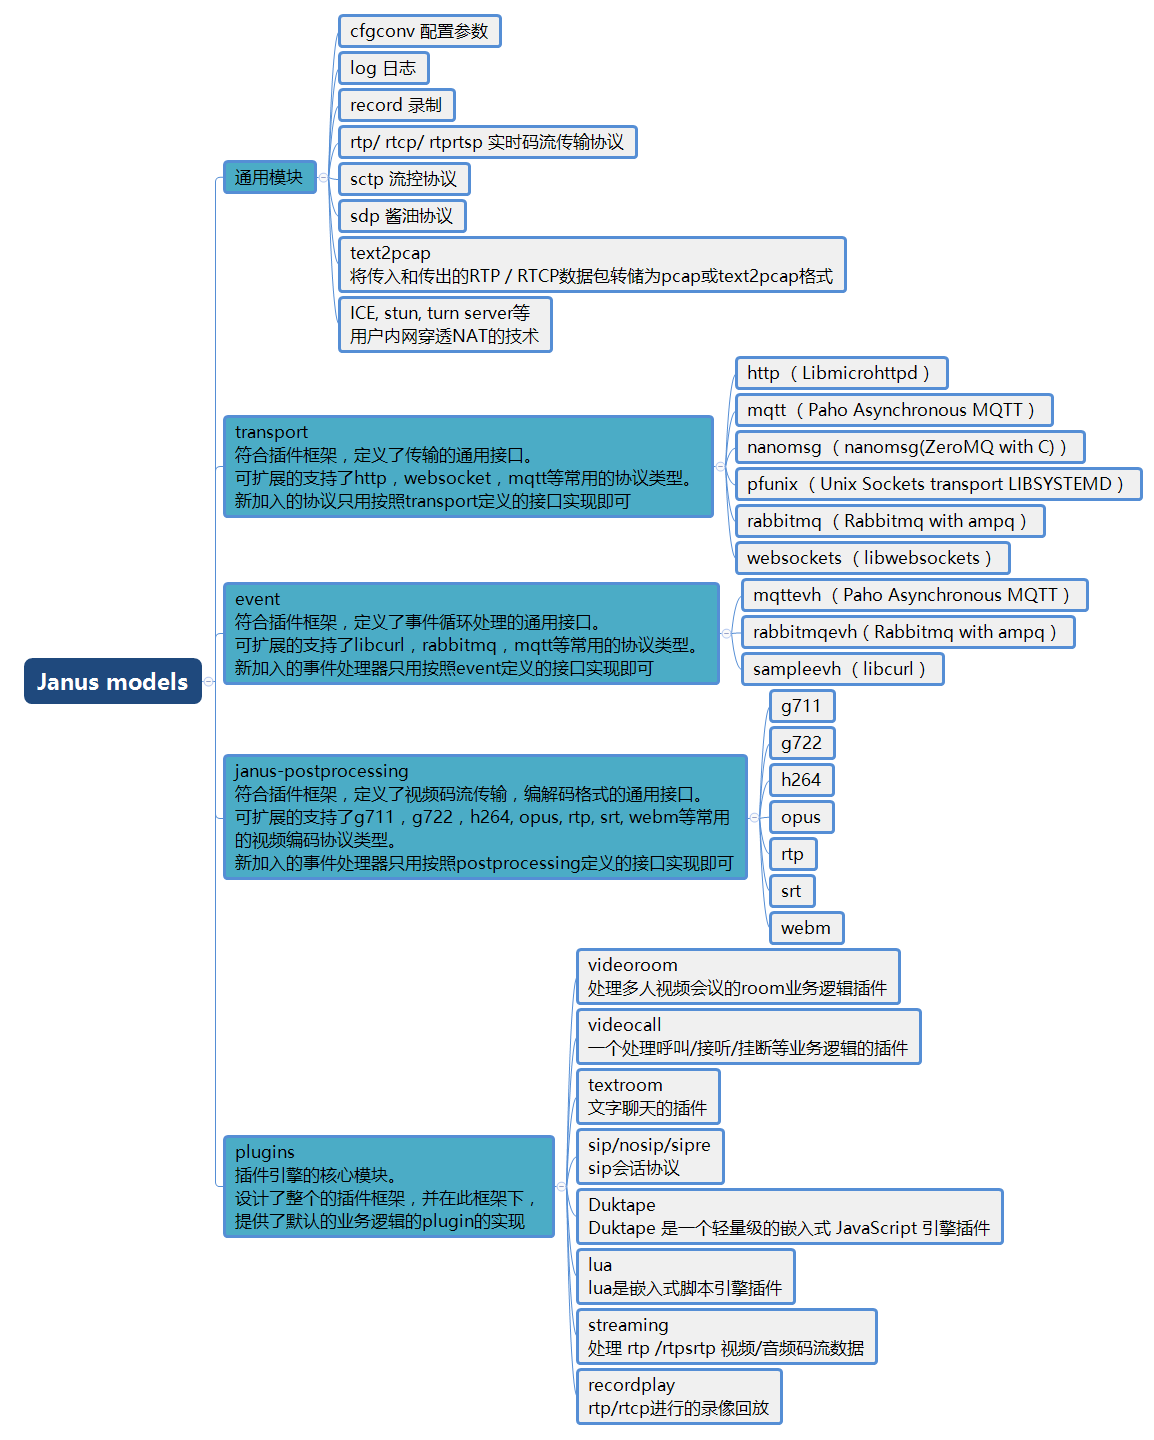 Janus models
通用模块
cfgconv 配置参数
log 日志
record 录制
rtp/ rtcp/ rtprtsp 实时码流传输协议
sctp 流控协议
sdp 酱油协议
text2pcap
将传入和传出的RTP / RTCP数据包转储为pcap或text2pcap格式
ICE, stun, turn server等
用户内网穿透NAT的技术
transport
符合插件框架，定义了传输的通用接口。
可扩展的支持了http，websocket，mqtt等常用的协议类型。
新加入的协议只用按照transport定义的接口实现即可
http （ Libmicrohttpd ）
mqtt （ Paho Asynchronous MQTT ）
nanomsg （ nanomsg(ZeroMQ with C) ）
pfunix （ Unix Sockets transport LIBSYSTEMD ）
rabbitmq （ Rabbitmq with ampq ）
websockets （ libwebsockets ）
event
符合插件框架，定义了事件循环处理的通用接口。
可扩展的支持了libcurl，rabbitmq，mqtt等常用的协议类型。
新加入的事件处理器只用按照event定义的接口实现即可
mqttevh （ Paho Asynchronous MQTT ）
rabbitmqevh ( Rabbitmq with ampq ）
sampleevh （ libcurl ）
janus-postprocessing
符合插件框架，定义了视频码流传输，编解码格式的通用接口。
可扩展的支持了g711，g722，h264, opus, rtp, srt, webm等常用
的视频编码协议类型。
新加入的事件处理器只用按照postprocessing定义的接口实现即可
g711
g722
h264
opus
rtp
srt
webm
plugins
插件引擎的核心模块。
设计了整个的插件框架，并在此框架下，
提供了默认的业务逻辑的plugin的实现
videoroom
处理多人视频会议的room业务逻辑插件
videocall
一个处理呼叫/接听/挂断等业务逻辑的插件
textroom
文字聊天的插件
sip/nosip/sipre
sip会话协议
Duktape
Duktape 是一个轻量级的嵌入式 JavaScript 引擎插件
lua
lua是嵌入式脚本引擎插件
streaming
处理 rtp /rtpsrtp 视频/音频码流数据
recordplay
rtp/rtcp进行的录像回放